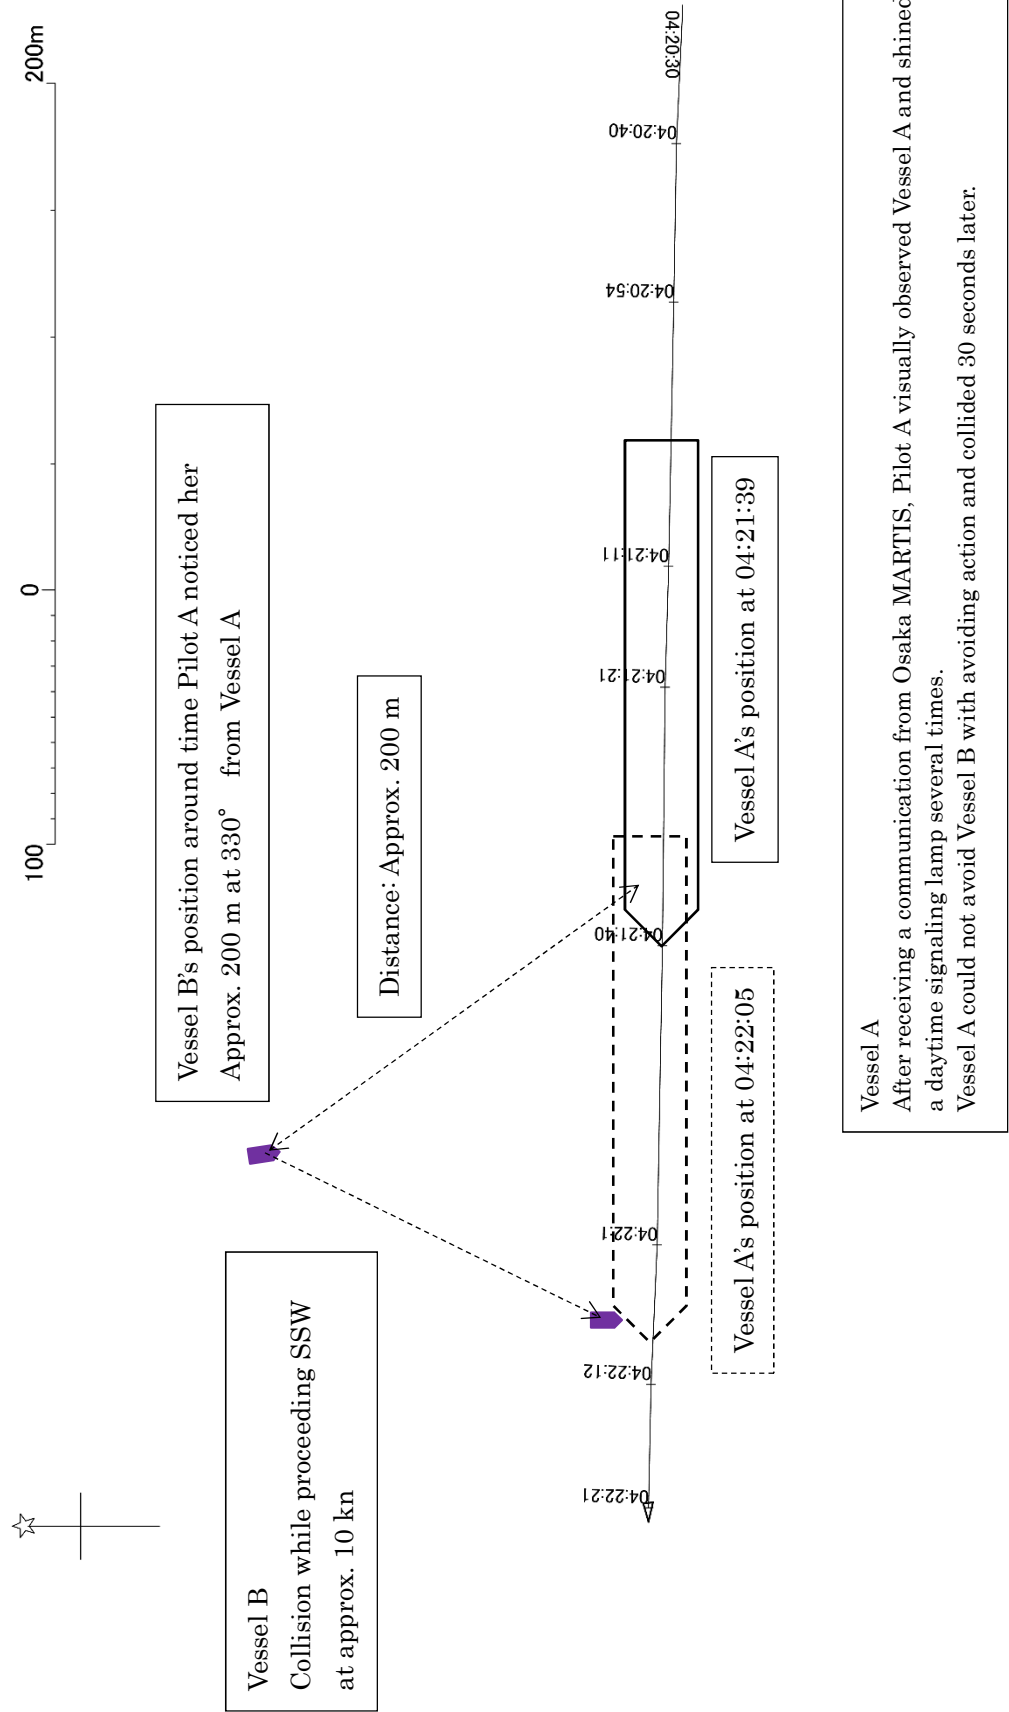 100
0
200m
Vessel B's position around time Pilot A noticed her
Approx. 200 m at 330° from Vessel A
Vessel B
Collision while proceeding SSW
at approx. 10 kn
Distance: Approx. 200 m
04:22:21
04:22:12
04:22:1
04:21:40
04:21:21
04:21:11
04:20:54
04:20:40
04:20:30
Vessel A's position at 04:22:05
Vessel A's position at 04:21:39
Vessel A
After receiving a communication from Osaka MARTIS, Pilot A visually observed Vessel A and shined
a daytime signaling lamp several times.
Vessel A could not avoid Vessel B with avoiding action and collided 30 seconds later.